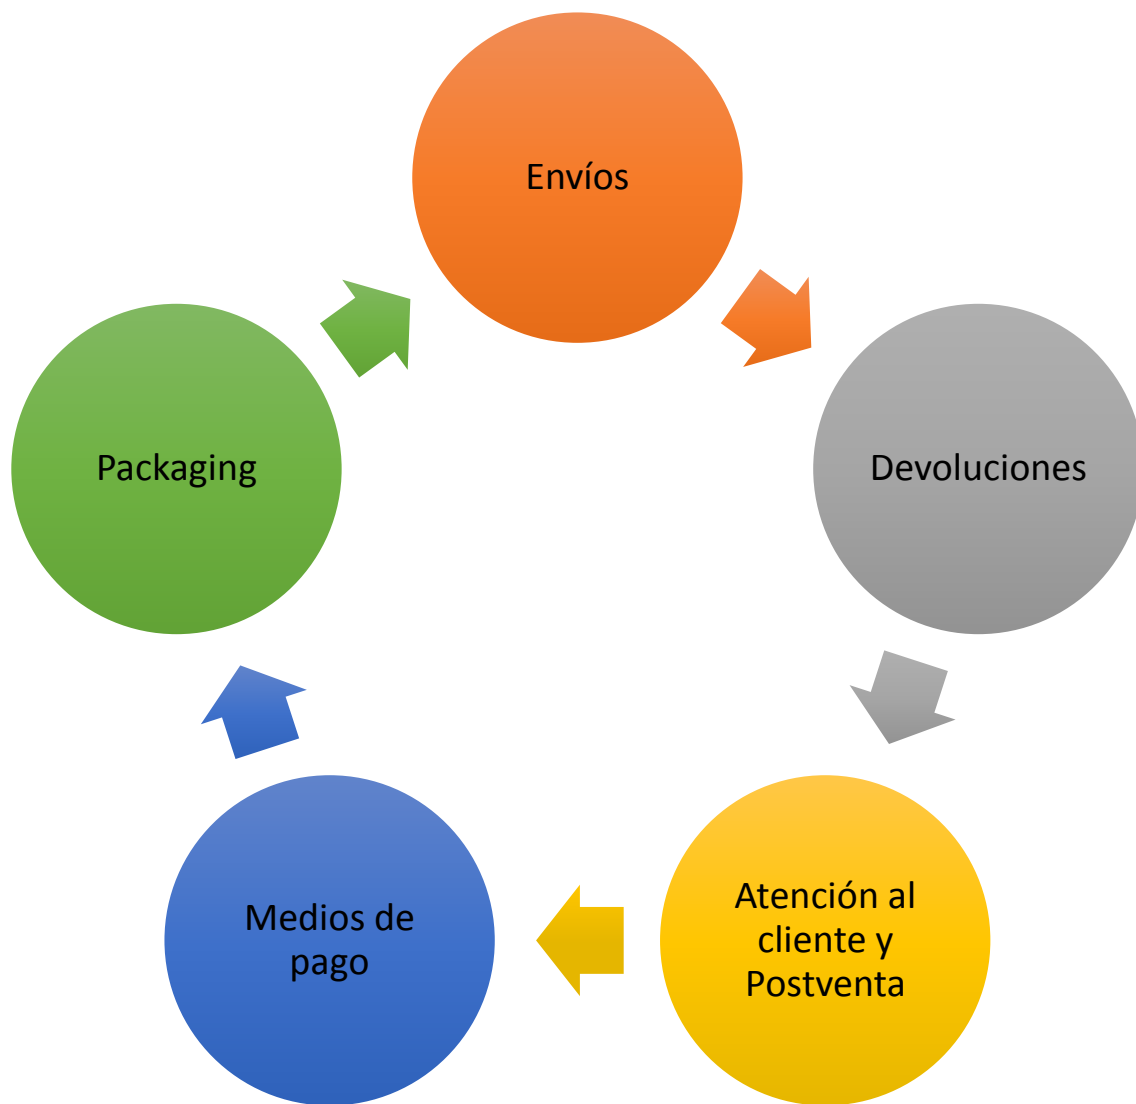 Envíos
Devoluciones
Atención al
cliente y
Postventa
Medios de
pago
Packaging